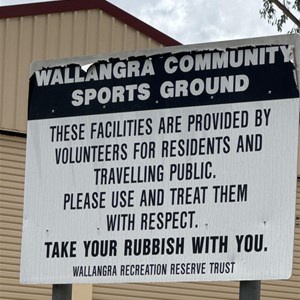 WALLANGRA COMMUNITY
SPORTS GROUND
THESE FACILITIES ARE PROVIDED BY
VOLUNTEERS FOR RESIDENTS AND
TRAVELLING PUBLIC.
PLEASE USE AND TREAT THEM
WITH RESPECT.
TAKE YOUR RUBBISH WITH YOU.
WALLANGRA RECREATION RESERVE TRUST